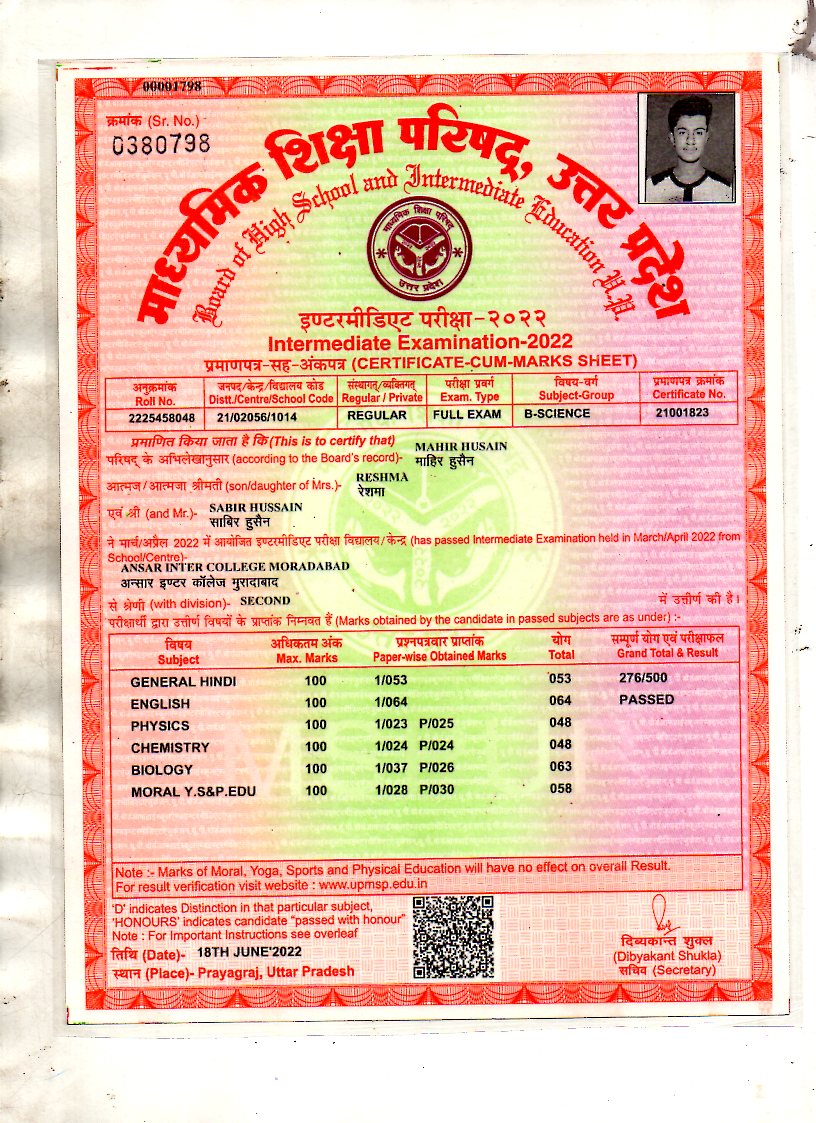 00001798
क्रमांक (Sr. No.)
0380798
माध्यमिक शिक्षा परिषद्, उत्तर प्रदेश
Board of High School and Intermediate Education U.P.
माध्यमिक शिक्षा परिषद
उत्तर प्रदेश
इण्टरमीडिएट परीक्षा-२०२२
Intermediate Examination-2022
प्रमाणपत्र-सह-अंकपत्र (CERTIFICATE-CUM-MARKS SHEET)
अनुक्रमांक जनपद/केन्द्र/विद्यालय कोड संस्थागत/व्यक्तिगत परीक्षा प्रवर्ग विषय-वर्ग प्रमाणपत्र क्रमांक
Roll No. Distt./Centre/School Code Regular / Private Exam. Type Subject-Group Certificate No.
2225458048 21/02056/1014 REGULAR FULL EXAM B-SCIENCE 21001823
प्रमाणित किया जाता है कि (This is to certify that) MAHIR HUSAIN
परिषद के अभिलेखानुसार (according to the Board's record)- माहिर हुसैन
RESHMA
आत्मज/आत्मजा श्रीमती (son/daughter of Mrs.)- रेशमा
एवं श्री (and Mr.)- SABIR HUSSAIN
साबिर हुसैन
ने मार्च/अप्रैल 2022 में आयोजित इण्टरमीडिएट परीक्षा विद्यालय/केन्द्र (has passed Intermediate Examination held in March/April 2022 from
School/Centre)-
ANSAR INTER COLLEGE MORADABAD
अन्सार इण्टर कॉलेज मुरादाबाद
से श्रेणी (with division)- SECOND में उत्तीर्ण की है।
परीक्षार्थी द्वारा उत्तीर्ण विषयों के प्राप्तांक निम्नवत हैं (Marks obtained by the candidate in passed subjects are as under) :-
विषय अधिकतम अंक प्रश्नपत्रवार प्राप्तांक योग सम्पूर्ण योग एवं परीक्षाफल
Subject Max. Marks Paper-wise Obtained Marks Total Grand Total & Result
GENERAL HINDI 100 1/053 053 276/500
ENGLISH 100 1/064 064 PASSED
PHYSICS 100 1/023 P/025 048
CHEMISTRY 100 1/024 P/024 048
BIOLOGY 100 1/037 P/026 063
MORAL Y.S&P.EDU 100 1/028 P/030 058
Note :- Marks of Moral, Yoga, Sports and Physical Education will have no effect on overall Result.
For result verification visit website : www.upmsp.edu.in
'D' indicates Distinction in that particular subject,
'HONOURS' indicates candidate "passed with honour"
Note : For Important Instructions see overleaf
तिथि (Date)- 18TH JUNE'2022
स्थान (Place)- Prayagraj, Uttar Pradesh
दिब्यकान्त शुक्ल
(Dibyakant Shukla)
सचिव (Secretary)